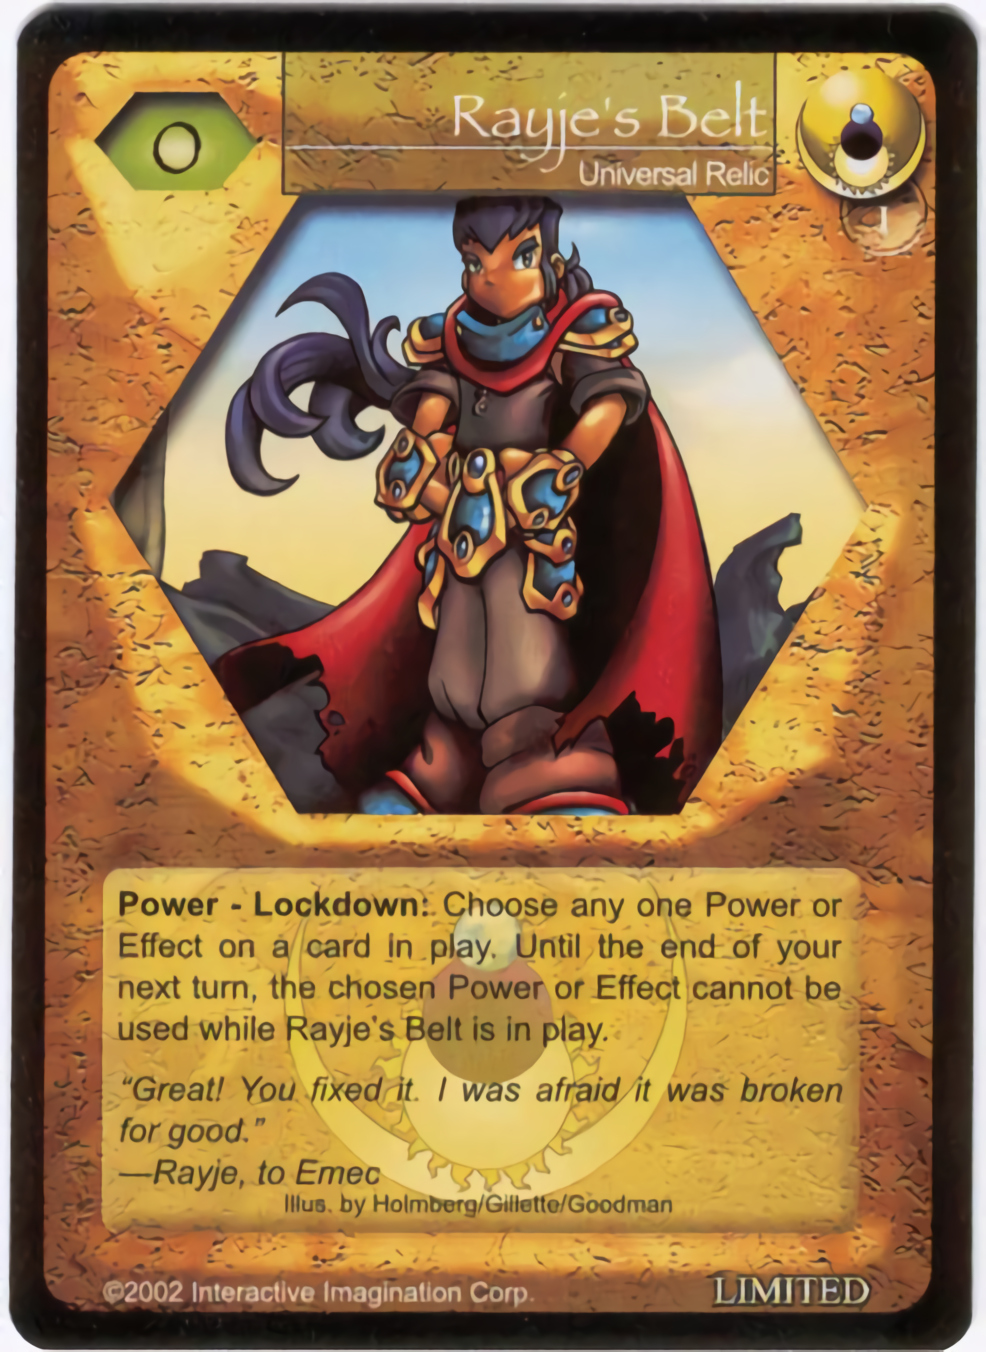 0
Rayje's Belt
Universal Relic
1
Power - Lockdown: Choose any one Power or
Effect on a card in play. Until the end of your
next turn, the chosen Power or Effect cannot be
used while Rayje's Belt is in play.
“Great! You fixed it. I was afraid it was broken
for good.”
—Rayje, to Emec
Illus. by Holmberg/Gillette/Goodman
©2002 Interactive Imagination Corp.
LIMITED